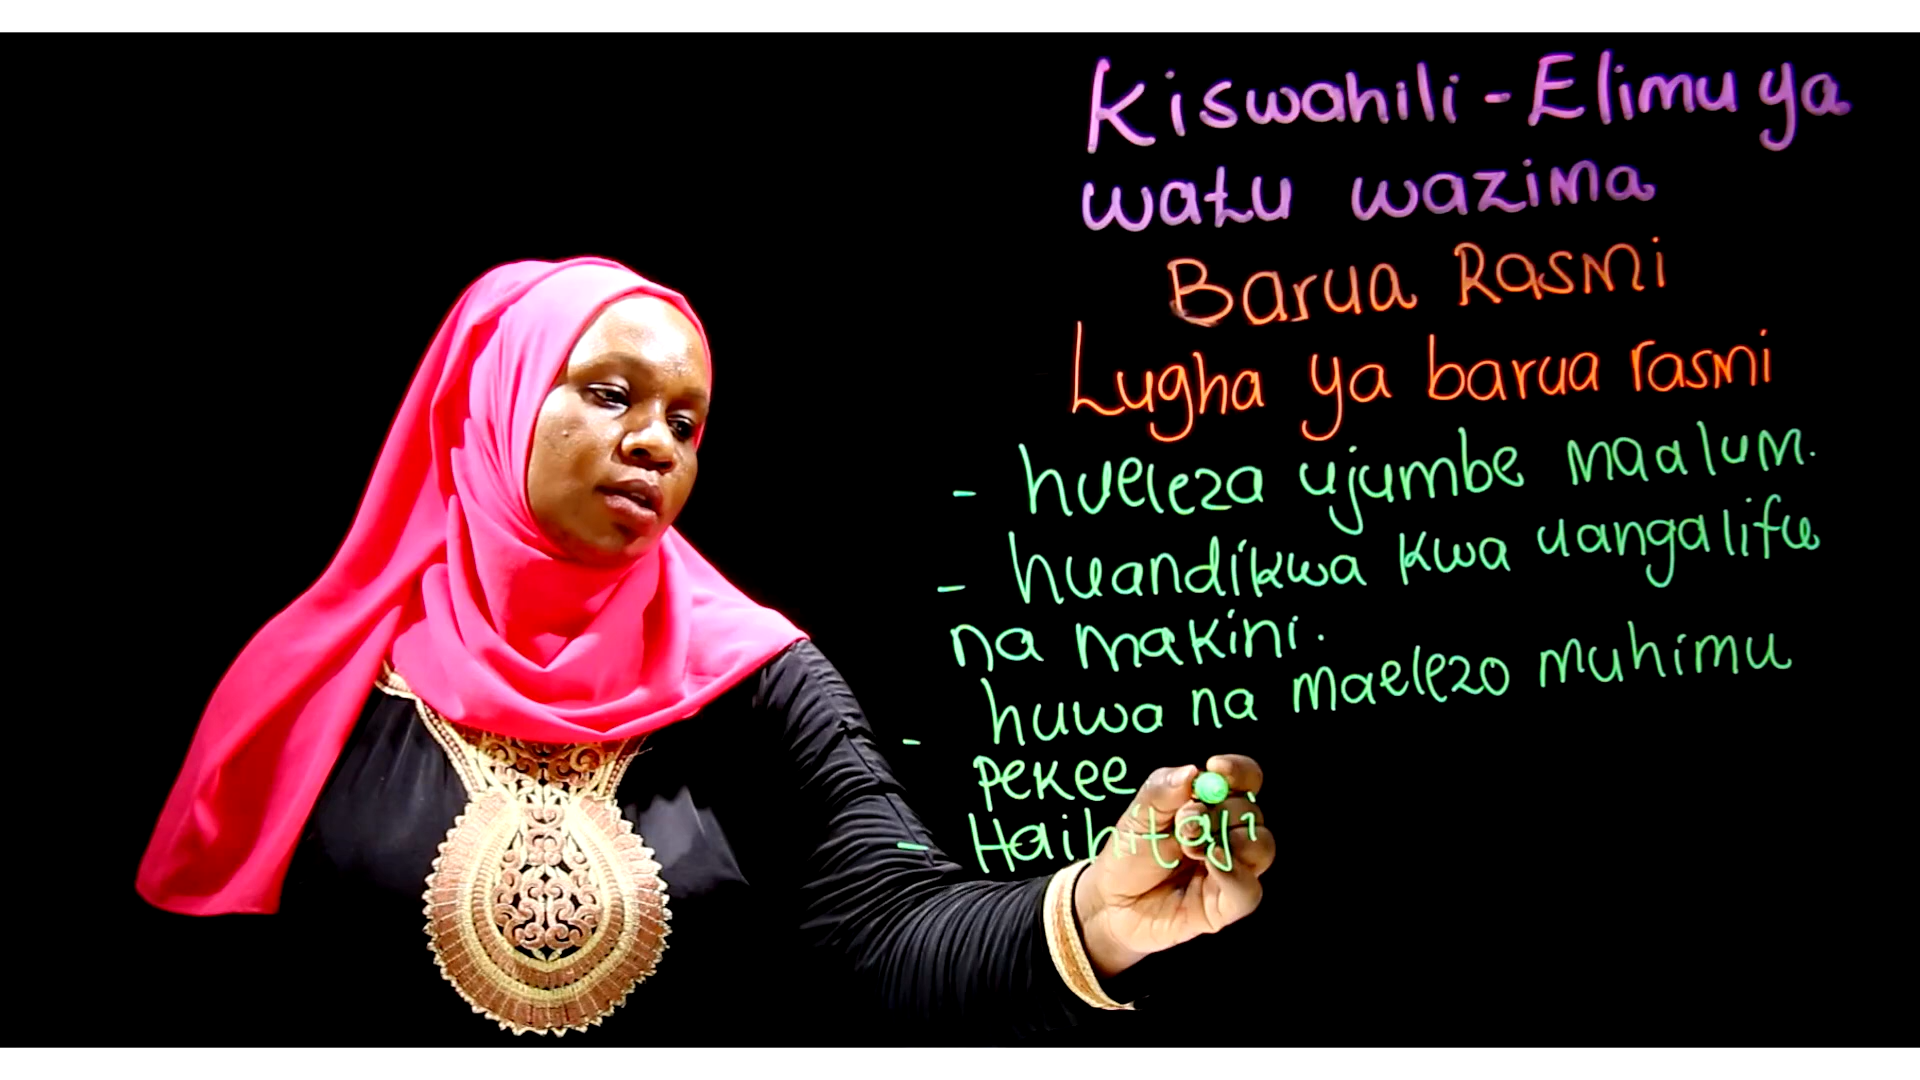 Kiswahili - Elimu ya
watu wazima
Barua Rasmi
Lugha ya barua rasmi
- hueleza ujumbe maalum.
- huandikwa kwa uangalifu
na makini.
- huwa na maelezo muhimu
pekee
- Haihitaji